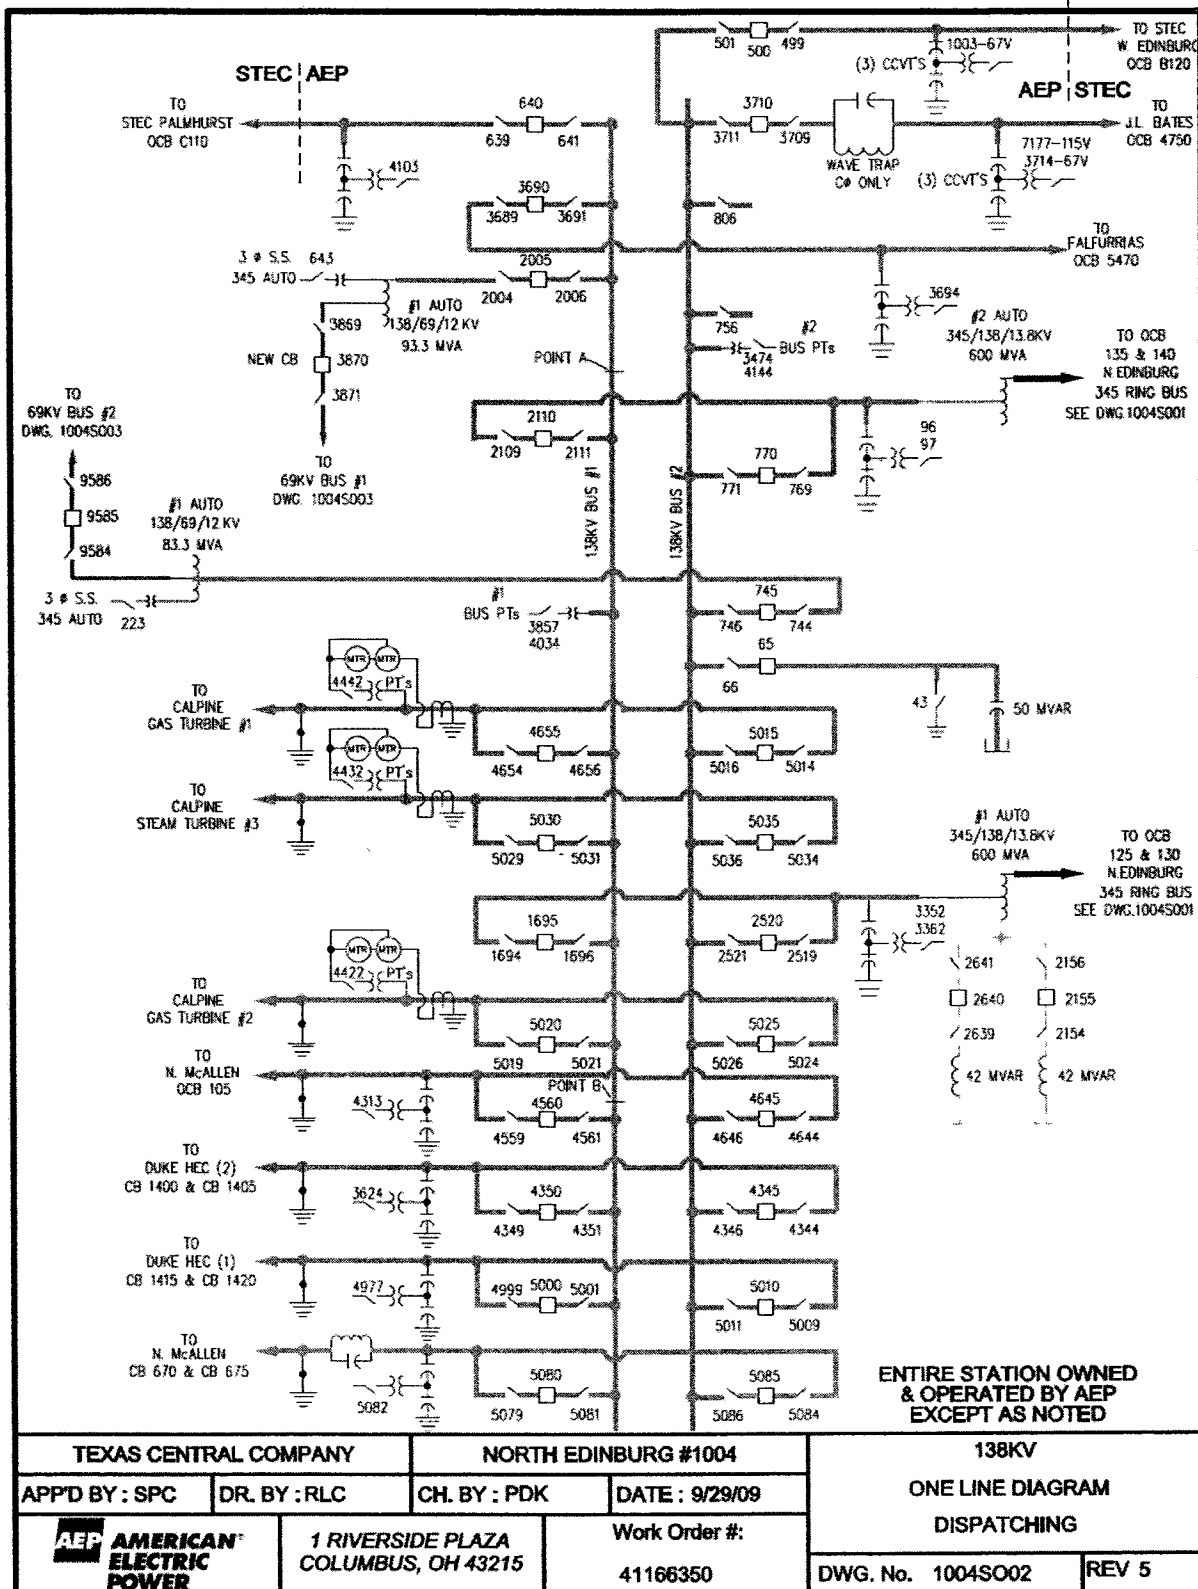 501 500 499
TO STEC
W. EDINBURG
OCB 8120
1003-67V
(3) CCVT'S
STEC AEP
AEP STEC
TO
STEC PALMHURST
OCB C110
640
639 641
3710
3711 3709
TO
J.L. BATES
OCB 4750
WAVE TRAP
CØ ONLY
7177-115V
3714-67V
(3) CCVT'S
4103
3690
3689 3691
806
TO
FALFURRIAS
OCB 5470
3 Ø S.S. 643
345 AUTO
2005
2004 2006
3694
#1 AUTO
138/69/12 KV
93.3 MVA
3869
NEW CB 3870
3871
TO
69KV BUS #1
DWG. 1004S003
POINT A
756
#2
BUS PTs
3474
4144
#2 AUTO
345/138/13.8KV
600 MVA
TO OCB
135 & 140
N.EDINBURG
345 RING BUS
SEE DWG.1004S001
TO
69KV BUS #2
DWG. 1004S003
2110
2109 2111
96
97
770
771 769
138KV BUS #1
138KV BUS #2
9586
9585
9584
#1 AUTO
138/69/12 KV
83.3 MVA
3 Ø S.S.
345 AUTO 223
#1
BUS PTs
3857
4034
745
746 744
65
66
43
50 MVAR
MTR MTR
4442 PT's
TO
CALPINE
GAS TURBINE #1
4655
4654 4656
5015
5016 5014
MTR MTR
4432 PT's
TO
CALPINE
STEAM TURBINE #3
5030
5029 5031
5035
5036 5034
#1 AUTO
345/138/13.8KV
600 MVA
TO OCB
125 & 130
N.EDINBURG
345 RING BUS
SEE DWG.1004S001
1695
1694 1696
2520
2521 2519
3352
3362
MTR MTR
4422 PT's
2641 2156
2640 2155
2639 2154
42 MVAR 42 MVAR
TO
CALPINE
GAS TURBINE #2
5020
5019 5021
5025
5026 5024
TO
N. McALLEN
OCB 105
POINT B
4313
4560
4559 4561
4645
4646 4644
TO
DUKE HEC (2)
CB 1400 & CB 1405
3624
4350
4349 4351
4345
4346 4344
TO
DUKE HEC (1)
CB 1415 & CB 1420
4977
4999 5000 5001
5010
5011 5009
TO
N. McALLEN
CB 670 & CB 675
5082
5080
5079 5081
5085
5086 5084
ENTIRE STATION OWNED
& OPERATED BY AEP
EXCEPT AS NOTED
TEXAS CENTRAL COMPANY
NORTH EDINBURG #1004
138KV
ONE LINE DIAGRAM
DISPATCHING
APP'D BY : SPC
DR. BY : RLC
CH. BY : PDK
DATE : 9/29/09
AEP AMERICAN®
ELECTRIC
POWER
1 RIVERSIDE PLAZA
COLUMBUS, OH 43215
Work Order #:
41166350
DWG. No. 1004SO02
REV 5